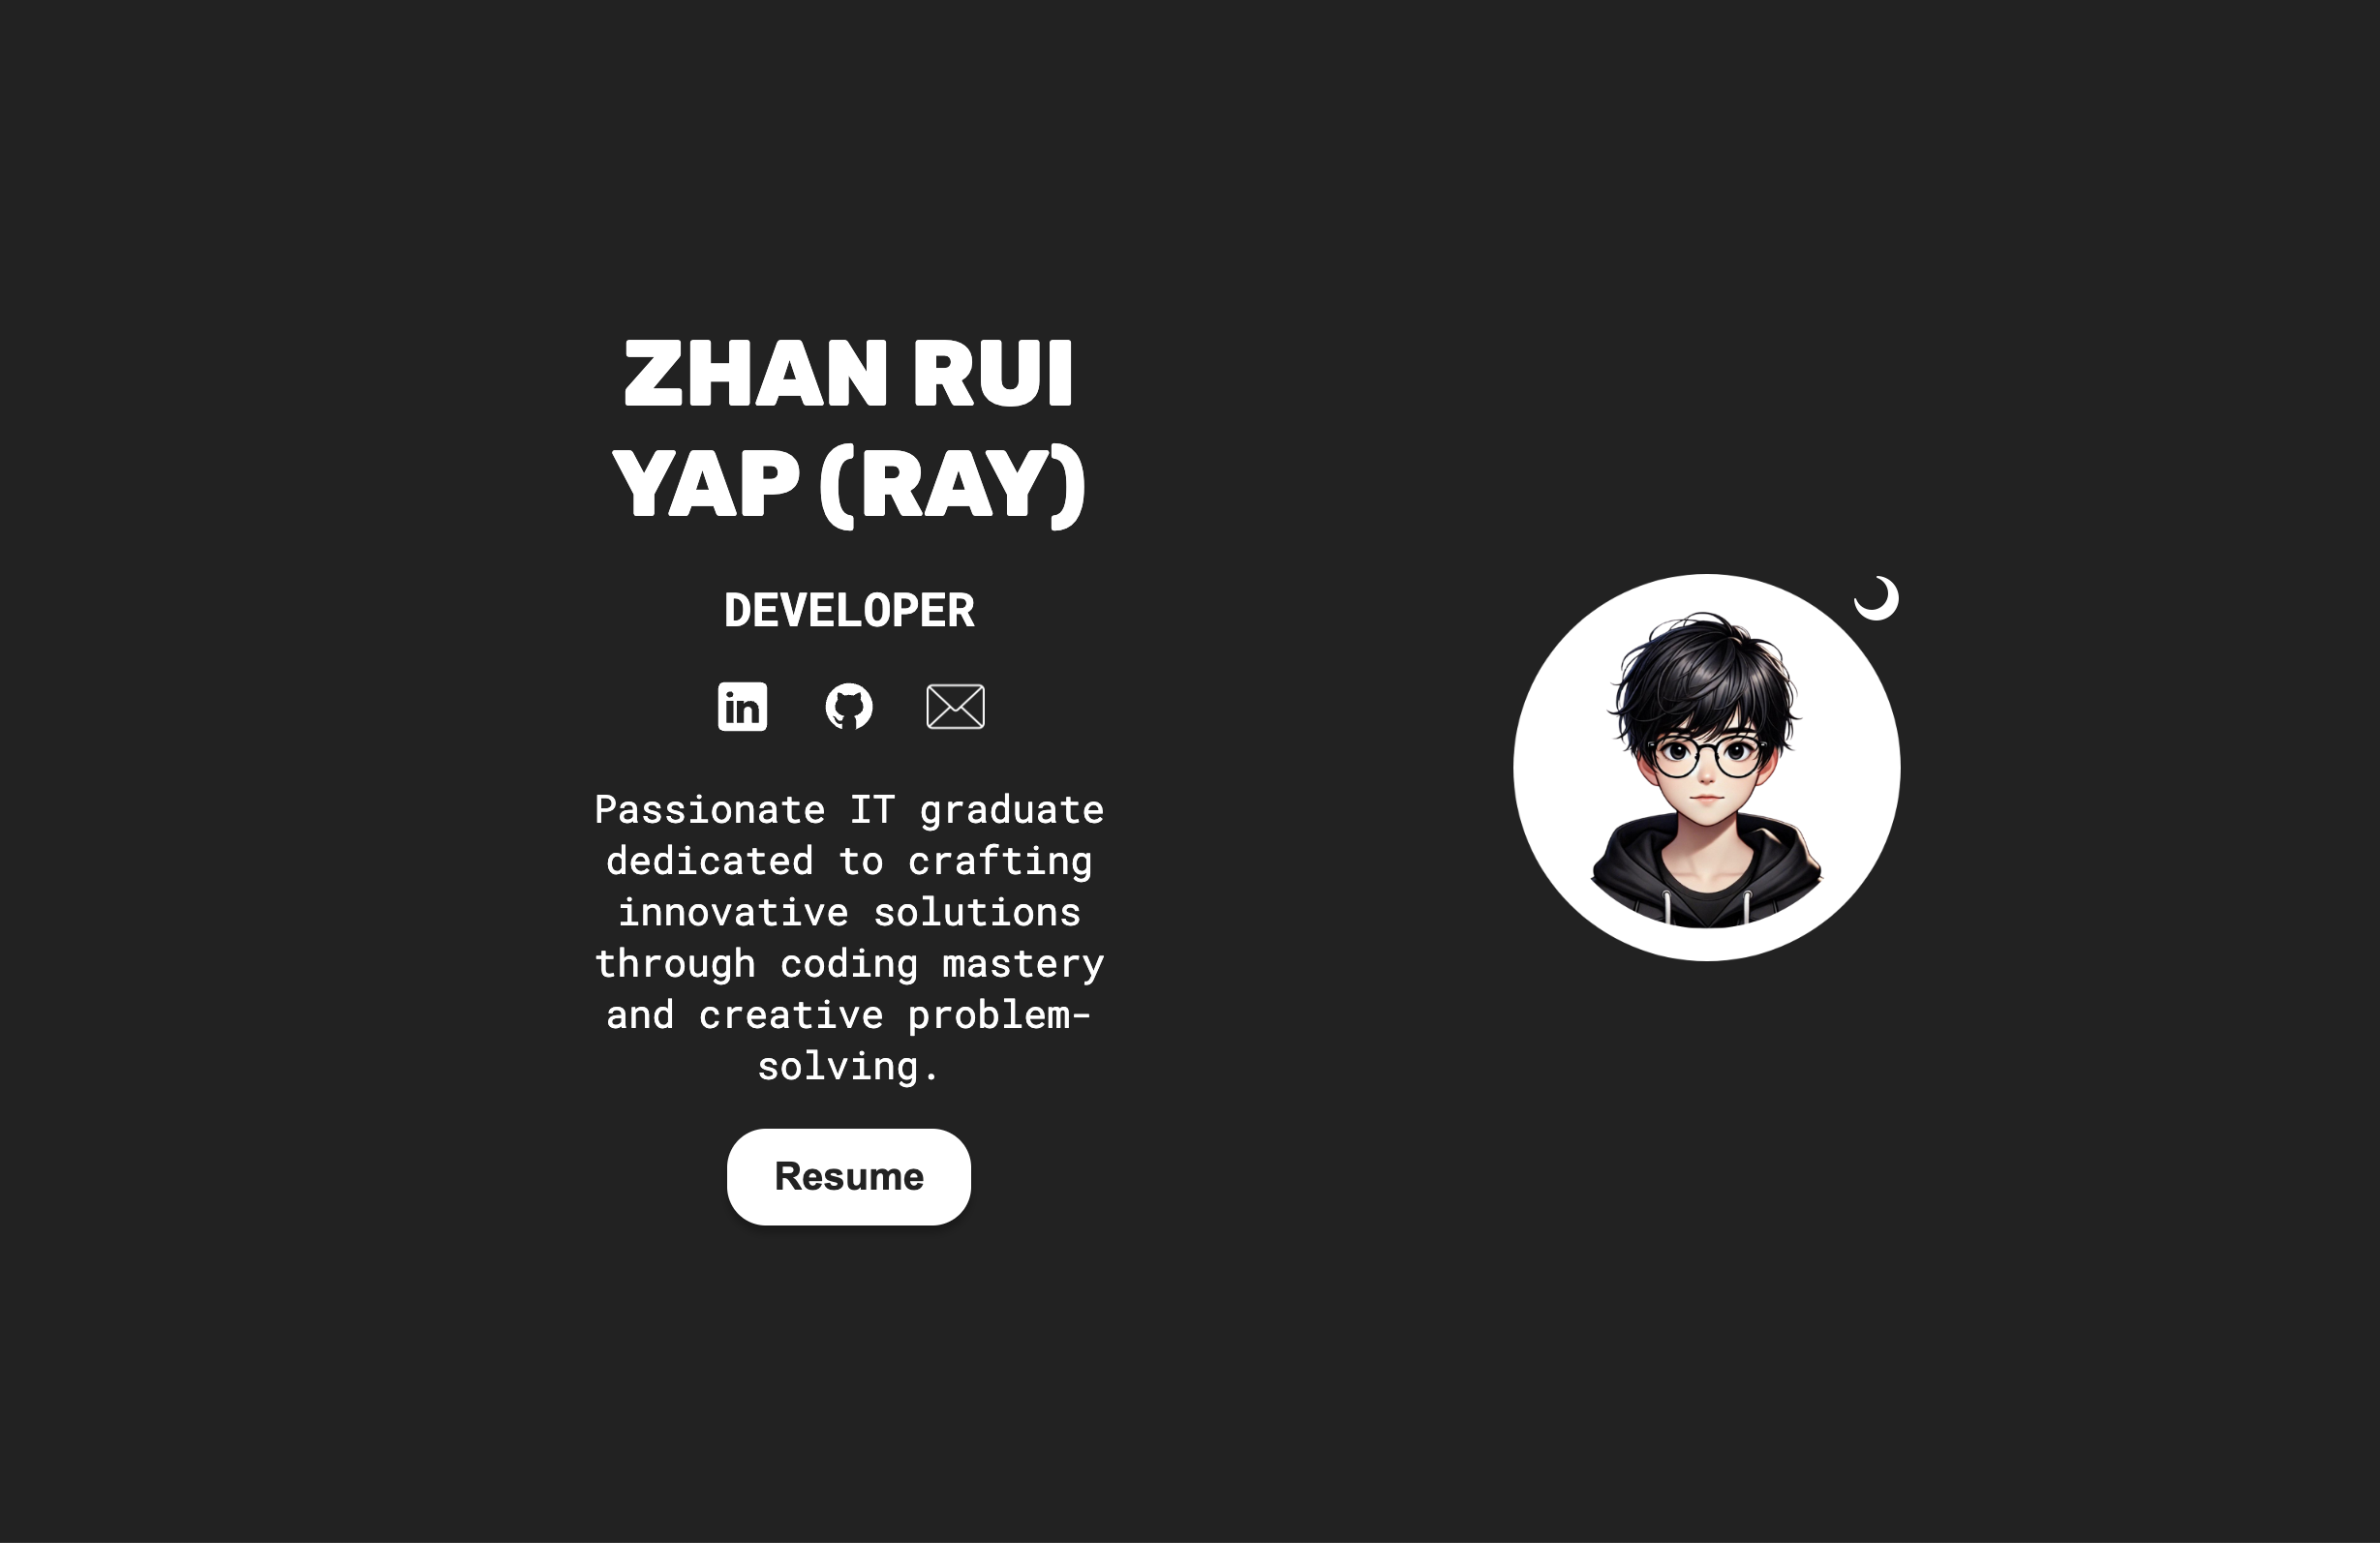 ZHAN RUI
YAP (RAY)
DEVELOPER
in
Passionate IT graduate
dedicated to crafting
innovative solutions
through coding mastery
and creative problem-
solving.
Resume